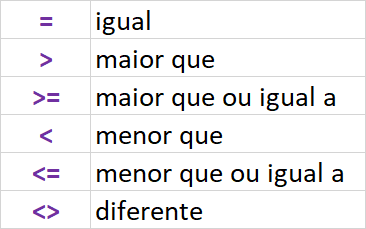 = igual
> maior que
>= maior que ou igual a
< menor que
<= menor que ou igual a
<> diferente